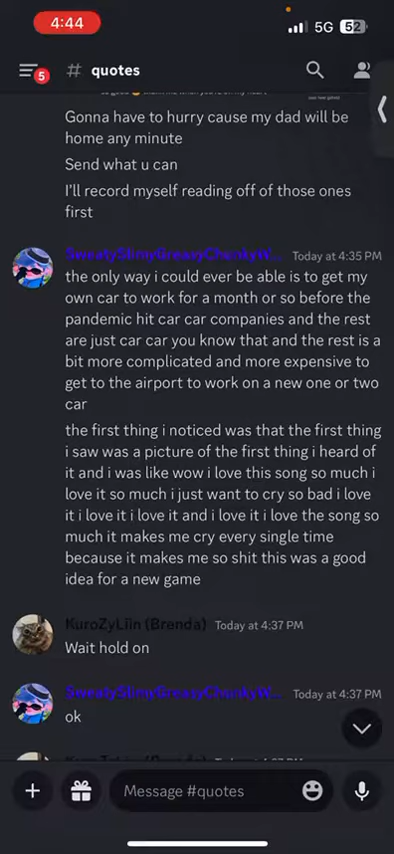 4:44
5G 52
5
# quotes
Gonna have to hurry cause my dad will be
home any minute
Send what u can
I'll record myself reading off of those ones
first
SweatySlimyGreasyChunkyW... Today at 4:35 PM
the only way i could ever be able is to get my
own car to work for a month or so before the
pandemic hit car car companies and the rest
are just car car you know that and the rest is a
bit more complicated and more expensive to
get to the airport to work on a new one or two
car
the first thing i noticed was that the first thing
i saw was a picture of the first thing i heard of
it and i was like wow i love this song so much i
love it so much i just want to cry so bad i love
it i love it i love it and i love it i love the song so
much it makes me cry every single time
because it makes me so shit this was a good
idea for a new game
KuroZyLiin (Brenda) Today at 4:37 PM
Wait hold on
SweatySlimyGreasyChunkyW... Today at 4:37 PM
ok
Message #quotes